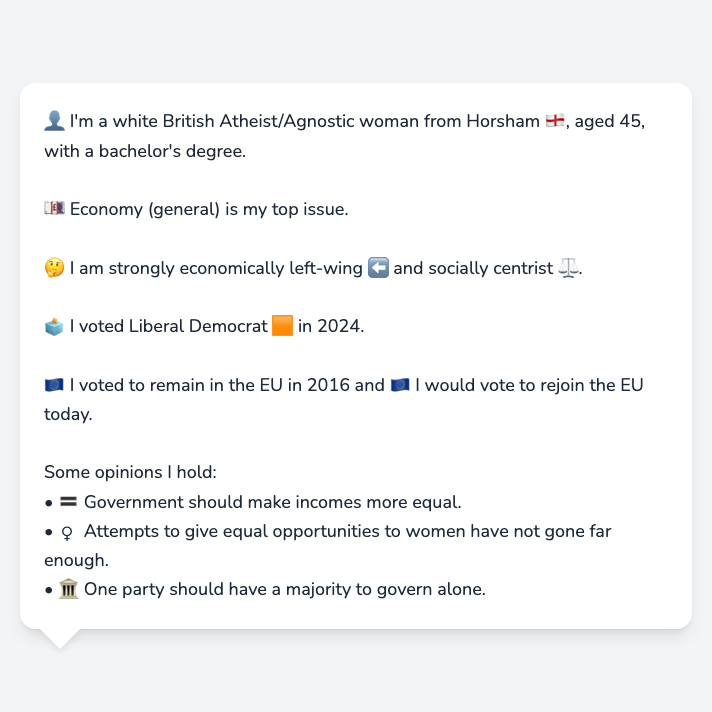 👤 I'm a white British Atheist/Agnostic woman from Horsham 🏴󠁧󠁢󠁥󠁮󠁧󠁿, aged 45,
with a bachelor's degree.
💷 Economy (general) is my top issue.
🤔 I am strongly economically left-wing ⬅️ and socially centrist ⚖️.
🗳️ I voted Liberal Democrat 🟧 in 2024.
🇪🇺 I voted to remain in the EU in 2016 and 🇪🇺 I would vote to rejoin the EU
today.
Some opinions I hold:
• 🟰 Government should make incomes more equal.
• ♀ Attempts to give equal opportunities to women have not gone far
enough.
• 🏛️ One party should have a majority to govern alone.